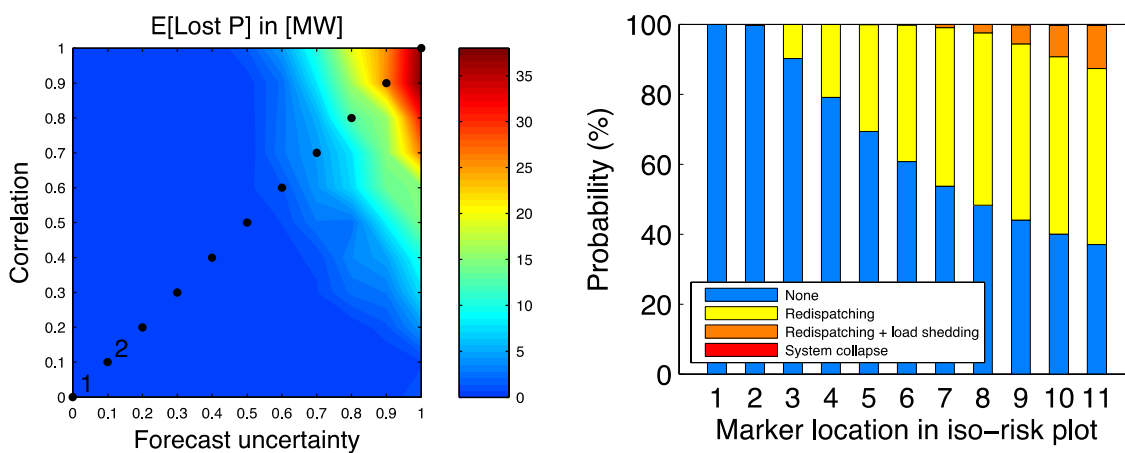 E[Lost P] in [MW]
Correlation
1
0.9
0.8
0.7
0.6
0.5
0.4
0.3
0.2
0.1
0
1
2
0 0.1 0.2 0.3 0.4 0.5 0.6 0.7 0.8 0.9 1
Forecast uncertainty
35
30
25
20
15
10
5
0
Probability (%)
100
80
60
40
20
0
None
Redispatching
Redispatching + load shedding
System collapse
1 2 3 4 5 6 7 8 9 10 11
Marker location in iso−risk plot